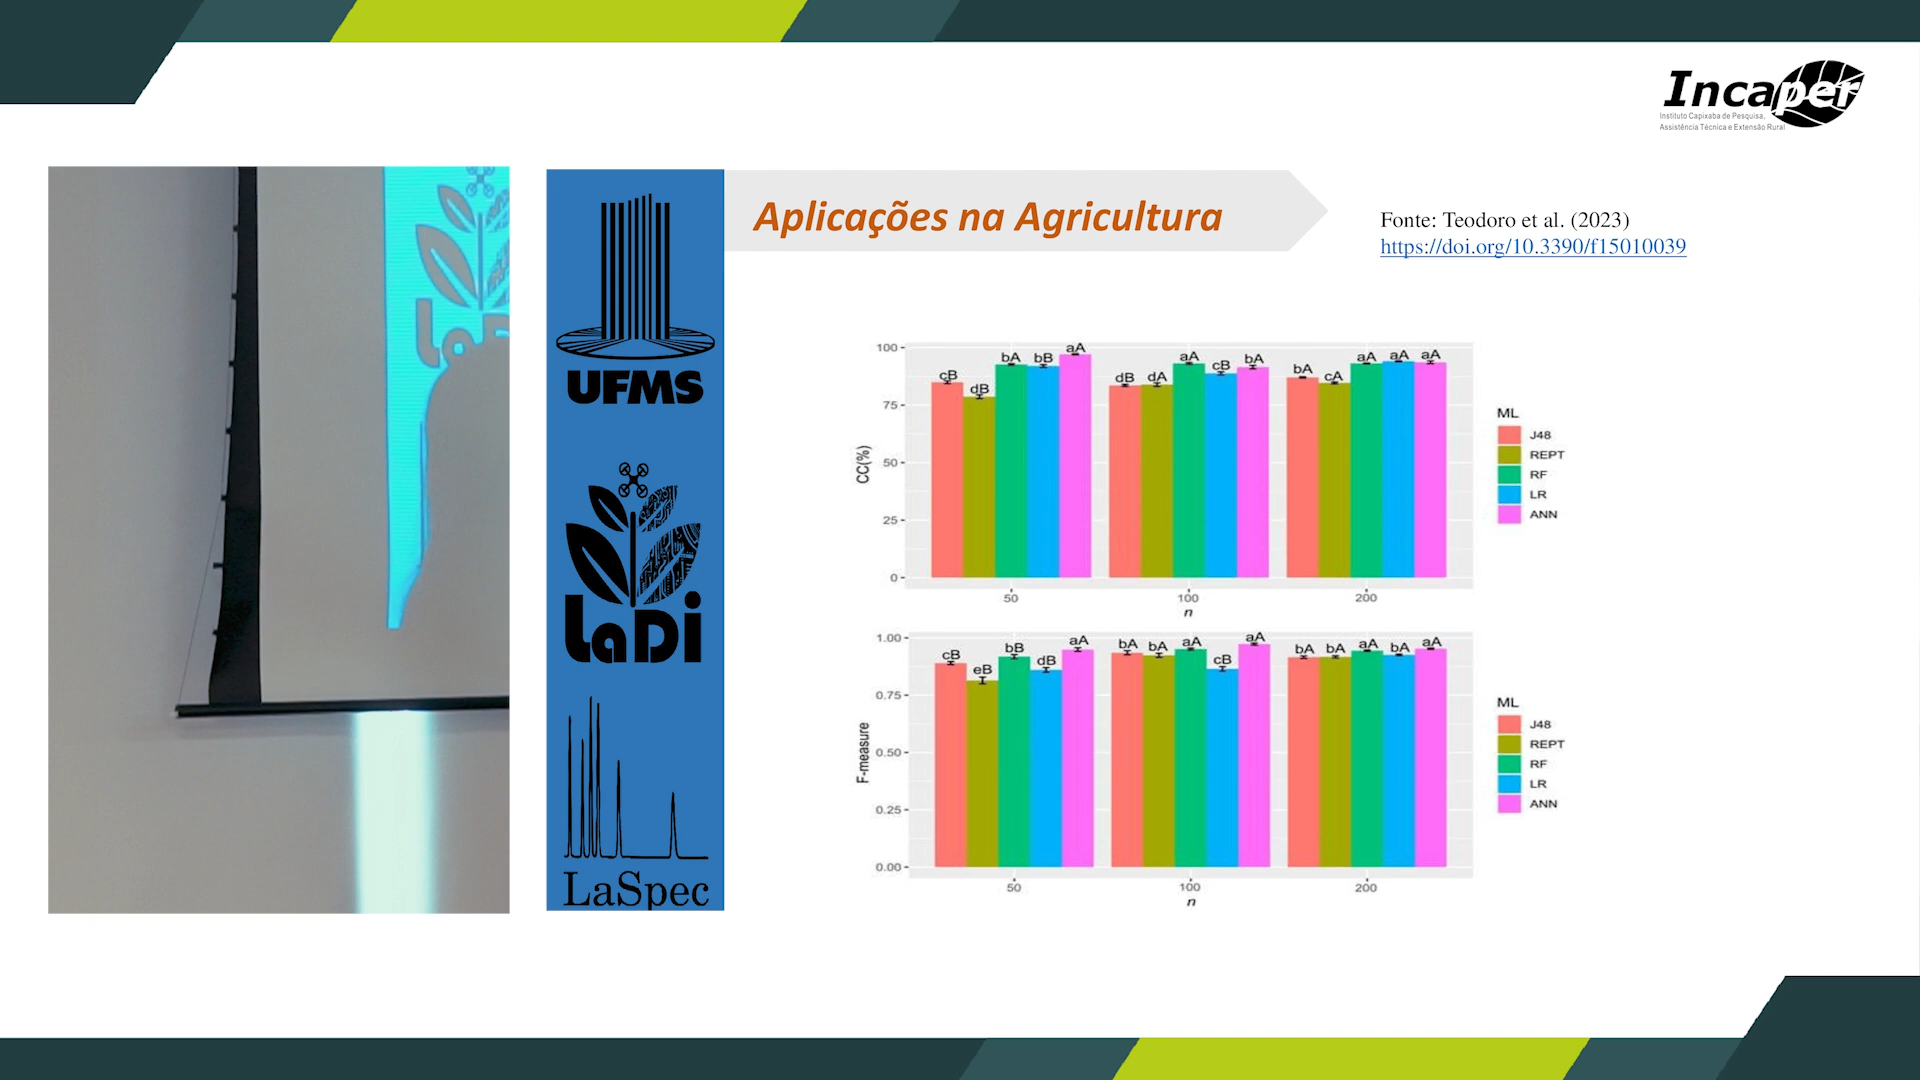 Incaper
Instituto Capixaba de Pesquisa,
Assistência Técnica e Extensão Rural
UFMS
LaDi
LaSpec
Aplicações na Agricultura
Fonte: Teodoro et al. (2023)
https://doi.org/10.3390/f15010039
CC(%)
100
75
50
25
0
cB dB bA bB aA
dB dA aA cB bA
bA cA aA aA aA
50 100 200
n
ML
J48
REPT
RF
LR
ANN
F-measure
1.00
0.75
0.50
0.25
0.00
cB eB bB dB aA
bA bA aA cB aA
bA bA aA bA aA
50 100 200
n
ML
J48
REPT
RF
LR
ANN